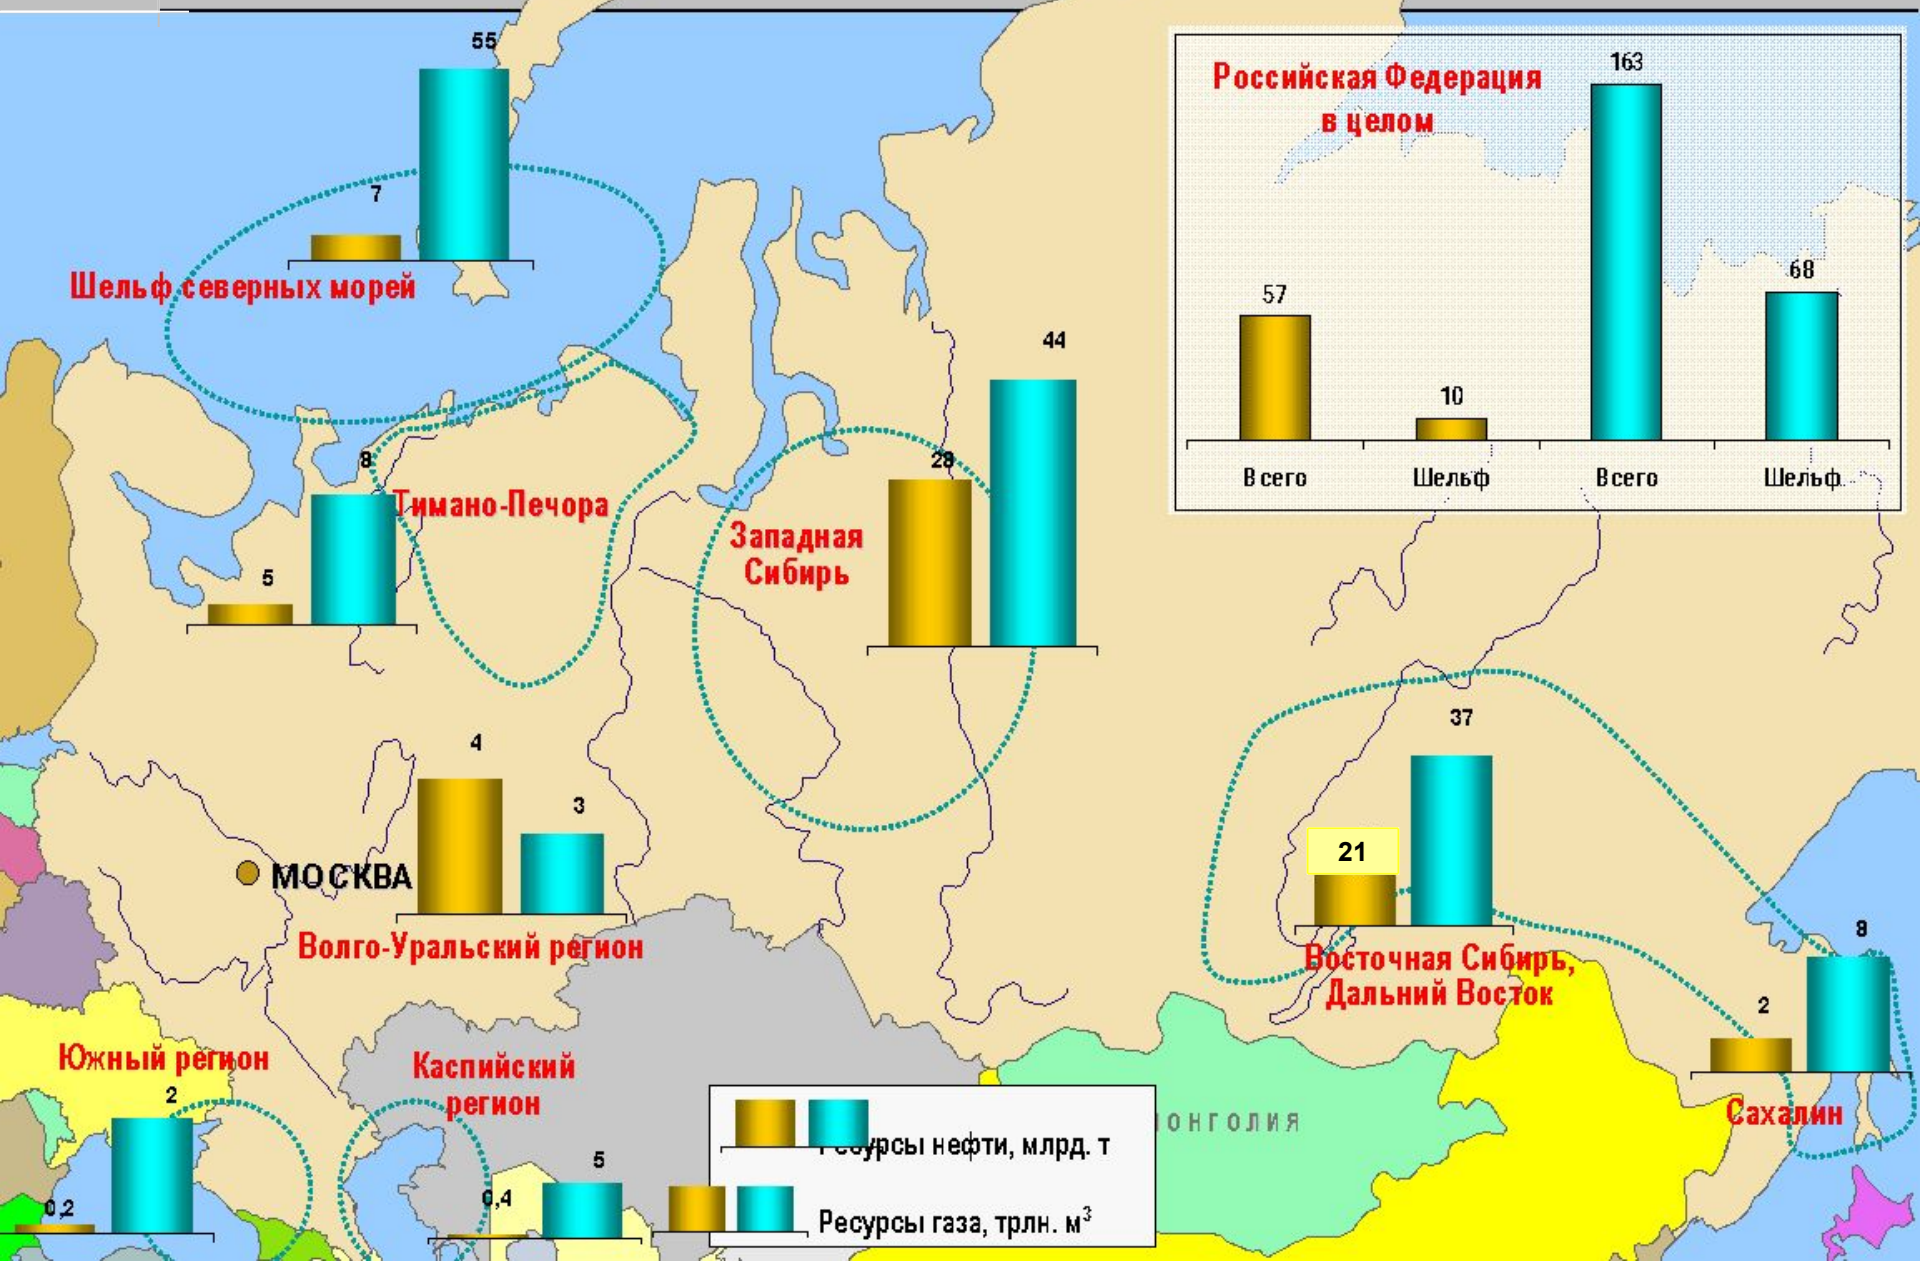 55
7
Шельф северных морей
Российская Федерация
в целом
163
57
10
68
Всего
Шельф
Всего
Шельф
44
28
Западная
Сибирь
8
Тимано-Печора
5
4
3
МОСКВА
Волго-Уральский регион
37
21
Восточная Сибирь,
Дальний Восток
8
2
Сахалин
Южный регион
2
0,2
Каспийский
регион
5
0,4
ОНГОЛИЯ
есурсы нефти, млрд. т
Ресурсы газа, трлн. м³